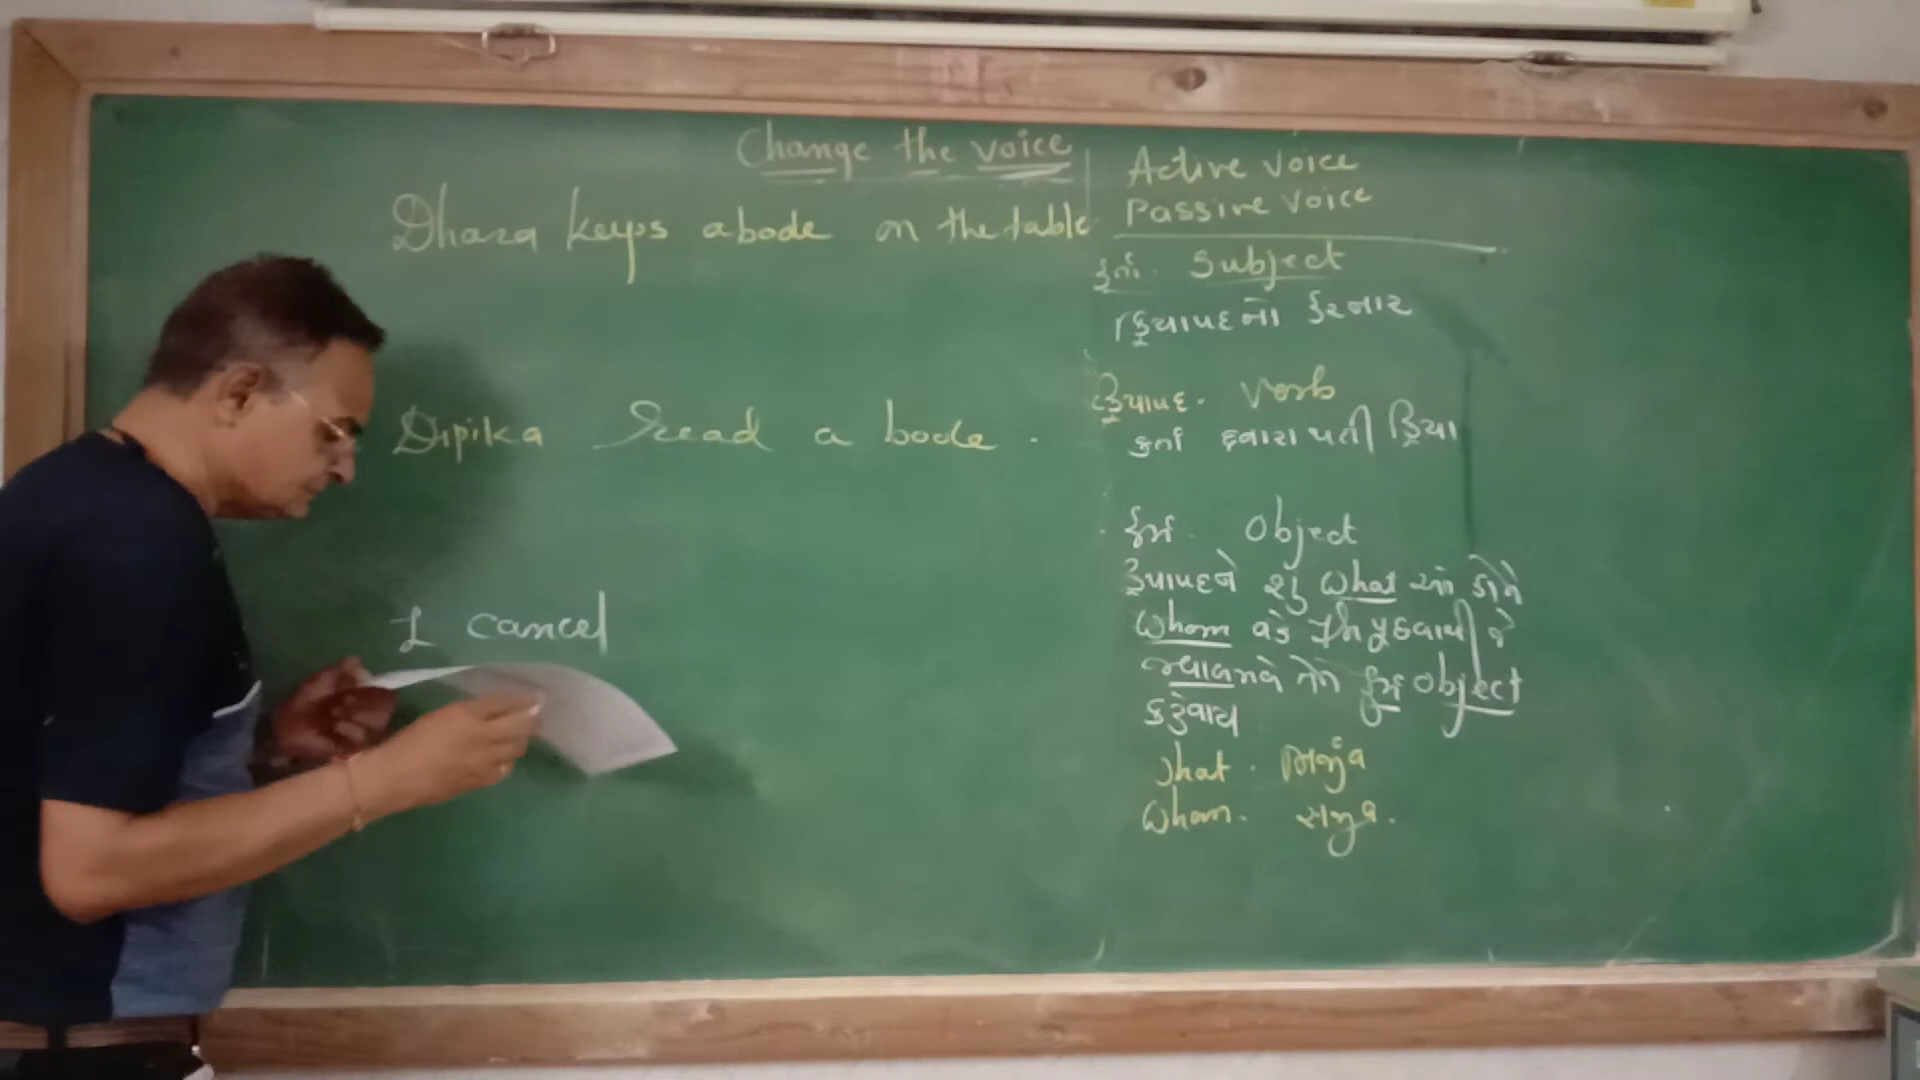 Change the voice
Dhara keeps a book on the table
Dipika Read a book.
I cancel
Active voice
Passive voice
કર્તા. Subject
ક્રિયાપદનો કરનાર
ક્રિયાપદ. Verb
કર્તા દ્વારા થતી ક્રિયા
કર્મ. Object
ક્રિયાપદને શું What અને કોને
Whom વડે પ્રશ્ન પુછવાથી જે
જવાબ મળે તેને કર્મ object
કહેવાય
What. નિર્જીવ
Whom. સજીવ.